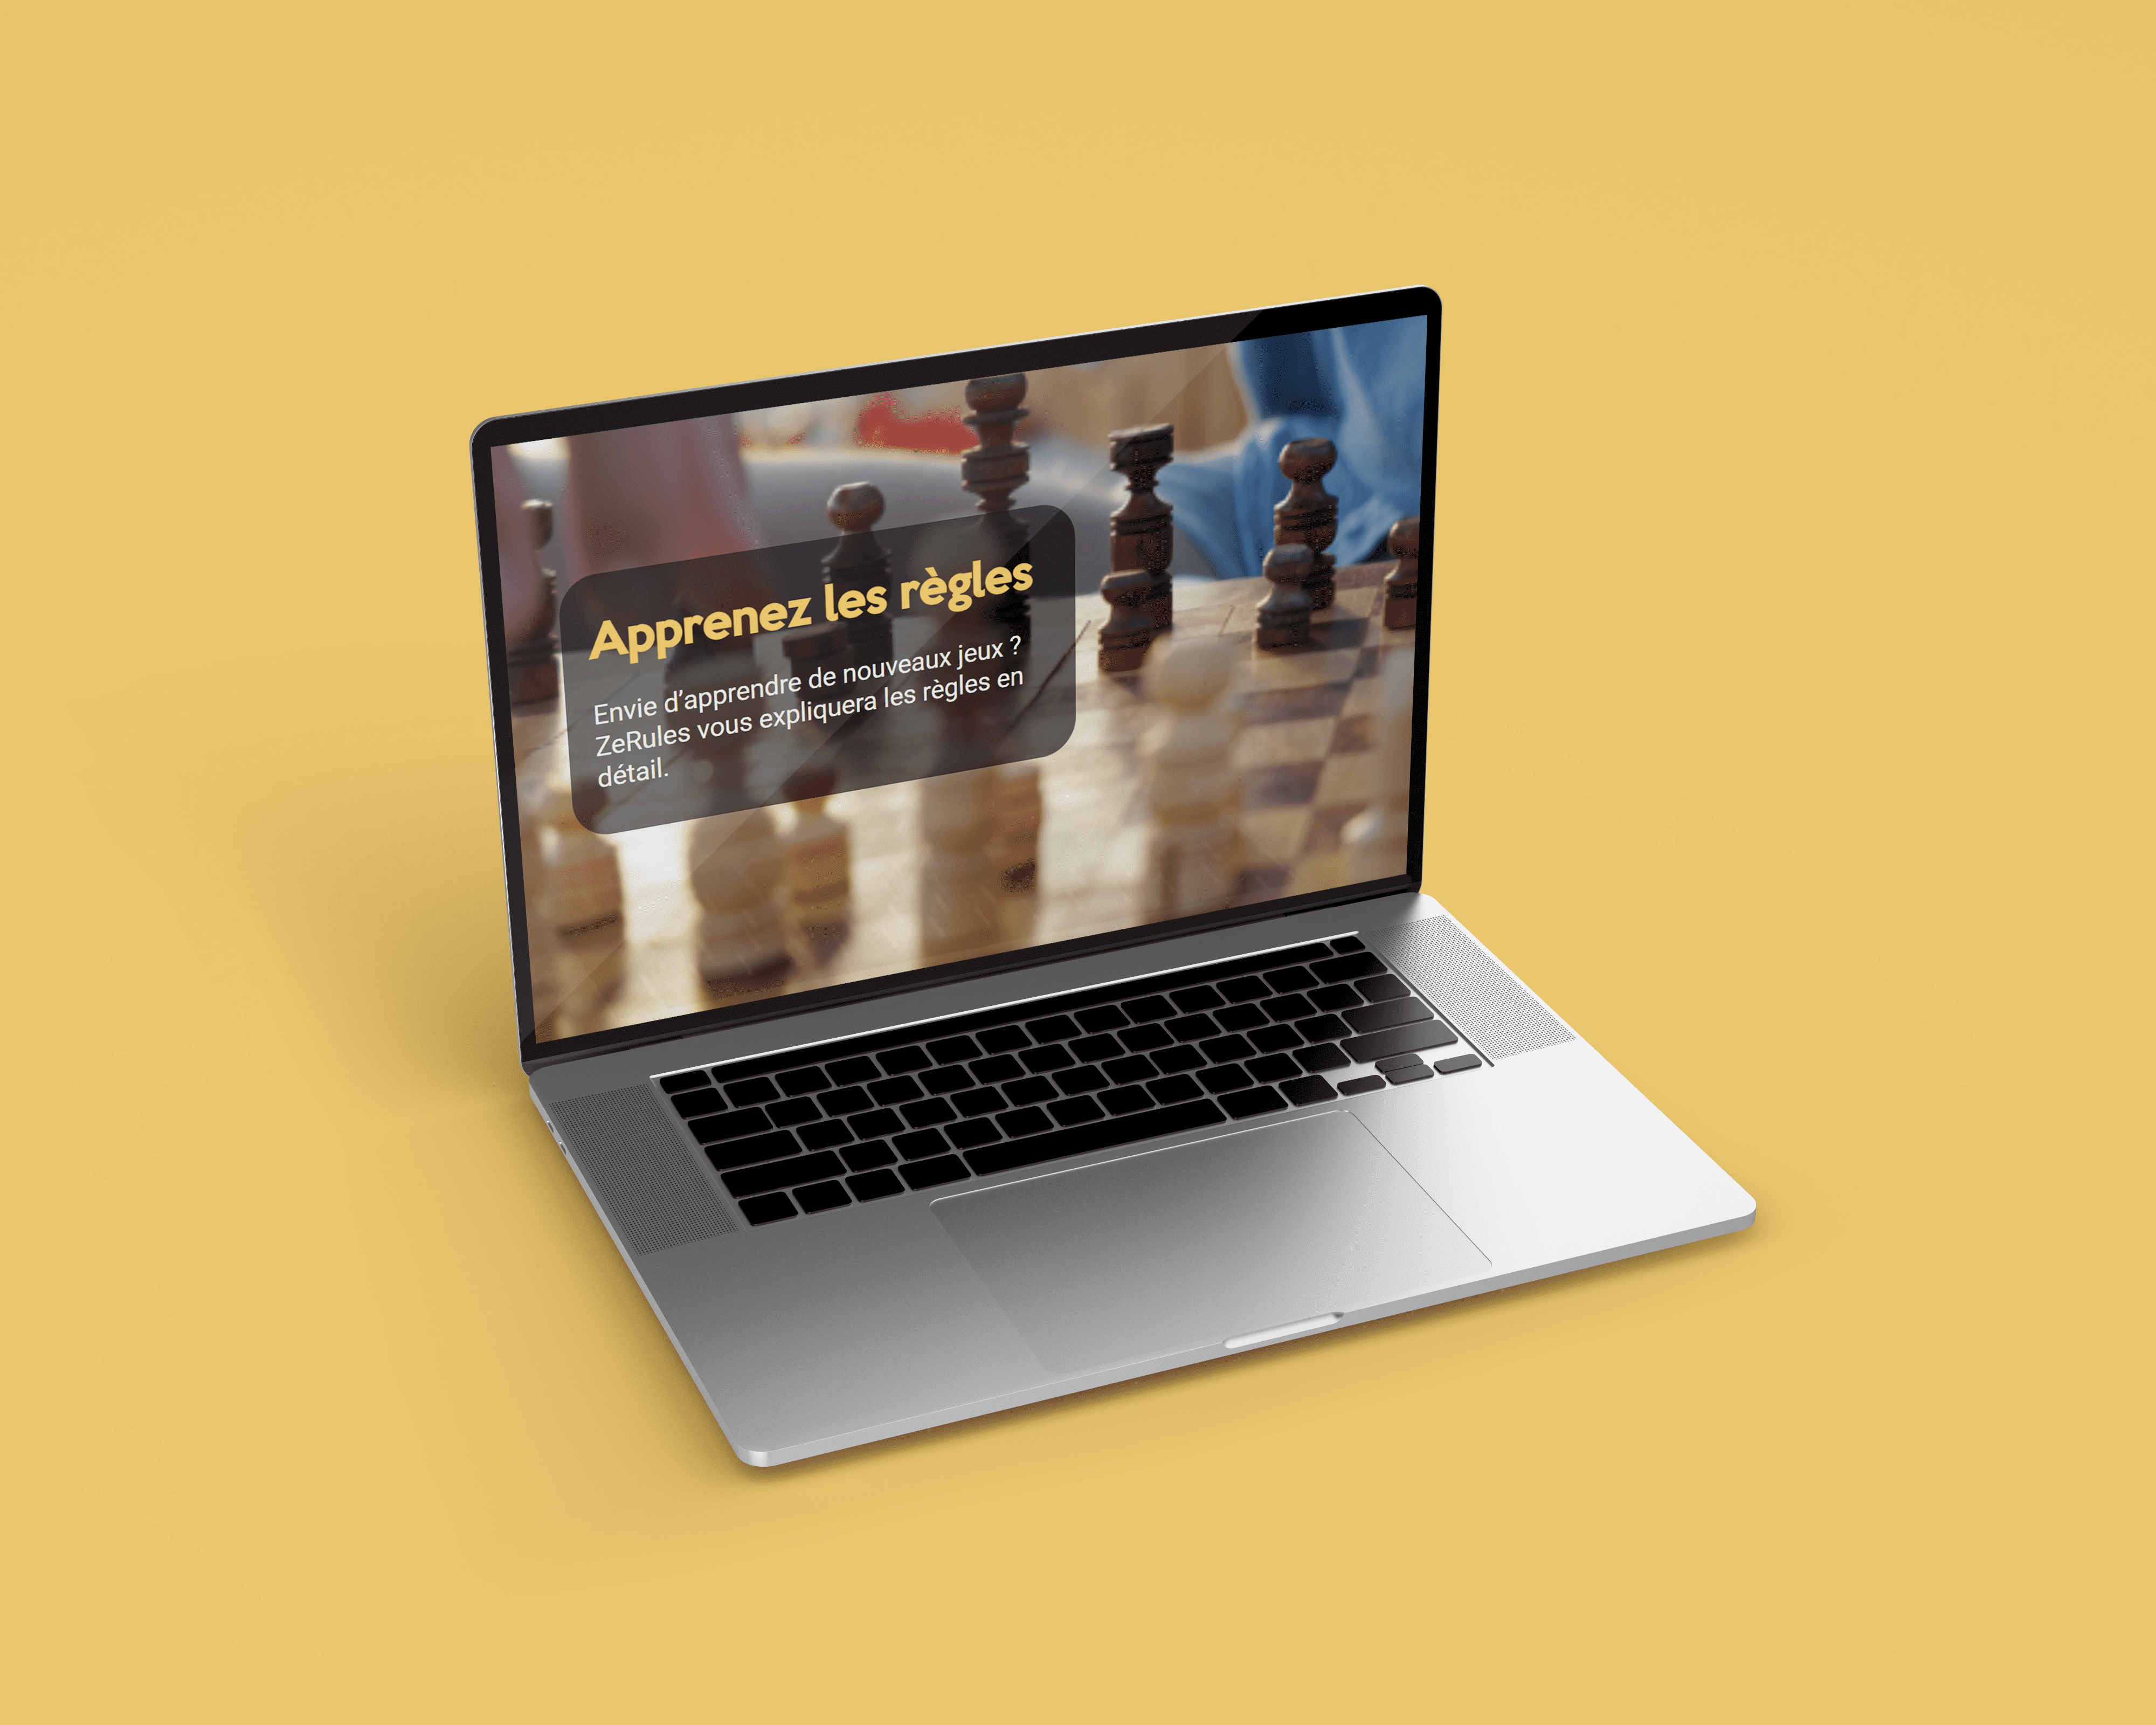 Apprenez les règles
Envie d’apprendre de nouveaux jeux ?
ZeRules vous expliquera les règles en
détail.